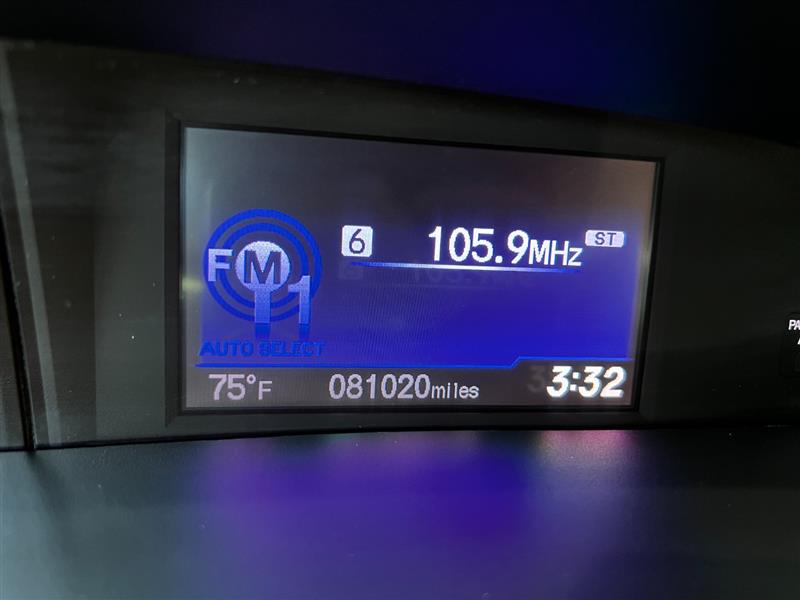 6 105.9MHz ST
FM1
AUTO SELECT
75°F 081020miles 3:32